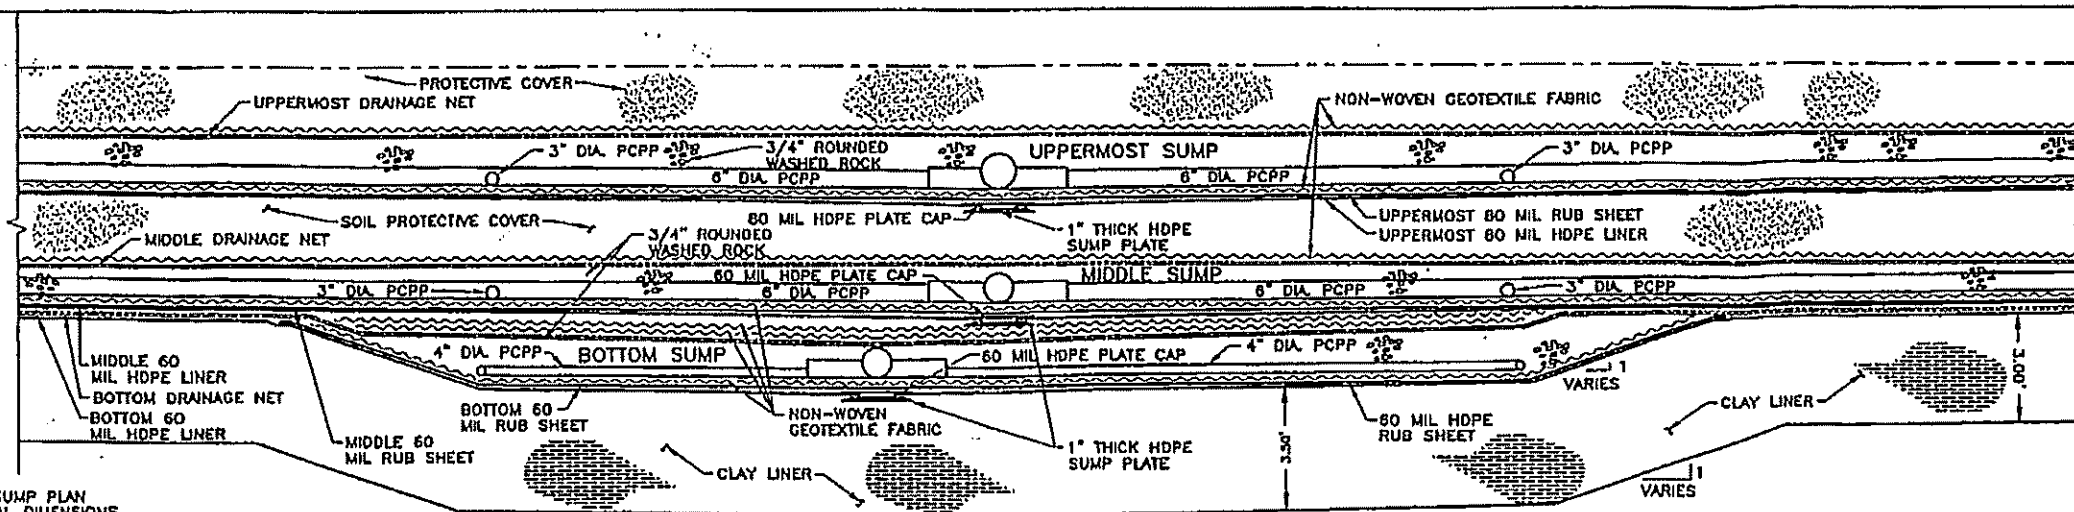 PROTECTIVE COVER
UPPERMOST DRAINAGE NET
NON-WOVEN GEOTEXTILE FABRIC
3" DIA. PCPP
3/4" ROUNDED
WASHED ROCK
UPPERMOST SUMP
3" DIA. PCPP
6" DIA. PCPP
6" DIA. PCPP
SOIL PROTECTIVE COVER
60 MIL HDPE PLATE CAP
1" THICK HDPE
SUMP PLATE
UPPERMOST 60 MIL RUB SHEET
UPPERMOST 60 MIL HDPE LINER
MIDDLE DRAINAGE NET
3/4" ROUNDED
WASHED ROCK
60 MIL HDPE PLATE CAP
MIDDLE SUMP
3" DIA. PCPP
6" DIA. PCPP
6" DIA. PCPP
3" DIA. PCPP
4" DIA. PCPP
BOTTOM SUMP
60 MIL HDPE PLATE CAP
4" DIA. PCPP
MIDDLE 60
MIL HDPE LINER
BOTTOM DRAINAGE NET
BOTTOM 60
MIL HDPE LINER
MIDDLE 60
MIL RUB SHEET
BOTTOM 60
MIL RUB SHEET
NON-WOVEN
GEOTEXTILE FABRIC
1" THICK HDPE
SUMP PLATE
3.50'
60 MIL HDPE
RUB SHEET
1
VARIES
CLAY LINER
3.00'
CLAY LINER
1
VARIES
SUMP PLAN
DIMENSIONS